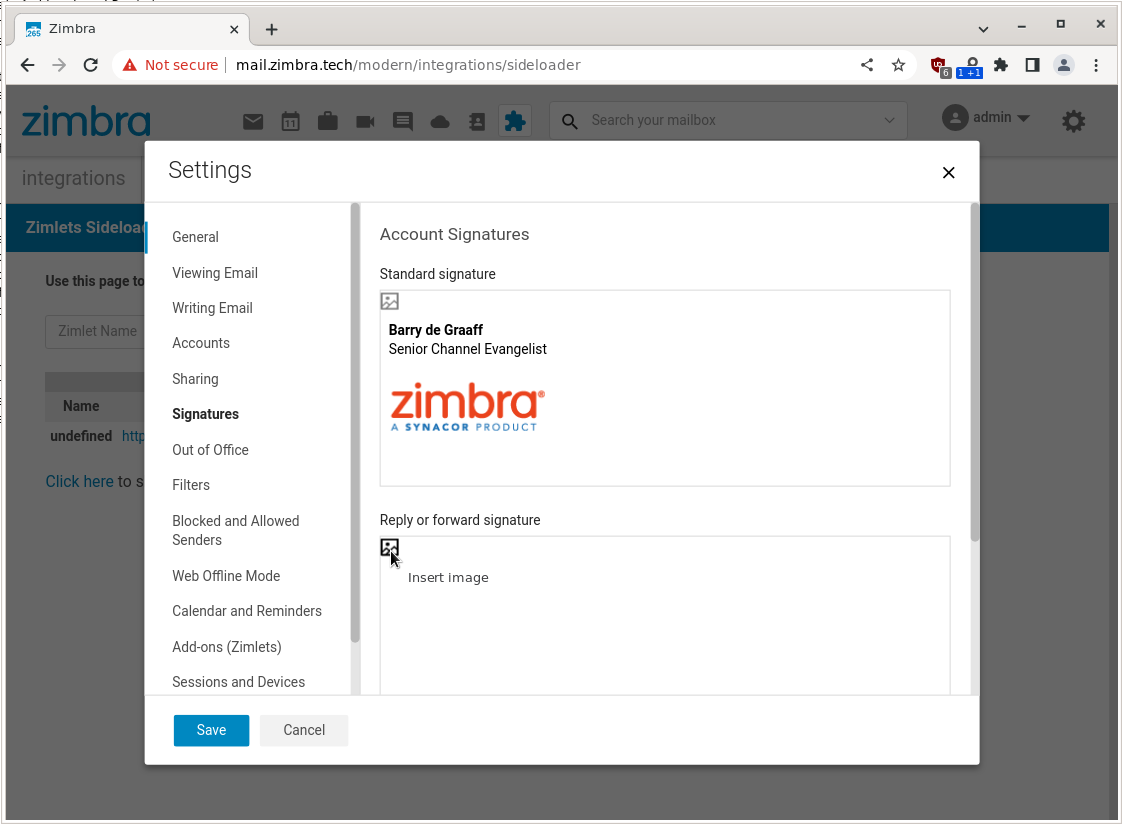 Zimbra
Not secure
mail.zimbra.tech/modern/integrations/sideloader
6
1 +1
265
zimbra
11
Search your mailbox
admin
integrations
Zimlets Sideloa
Use this page to
Zimlet Name
Name
undefined http
Click here to s
Settings
General
Viewing Email
Writing Email
Accounts
Sharing
Signatures
Out of Office
Filters
Blocked and Allowed
Senders
Web Offline Mode
Calendar and Reminders
Add-ons (Zimlets)
Sessions and Devices
Account Signatures
Standard signature
Barry de Graaff
Senior Channel Evangelist
zimbra®
A SYNACOR PRODUCT
Reply or forward signature
Insert image
Save
Cancel